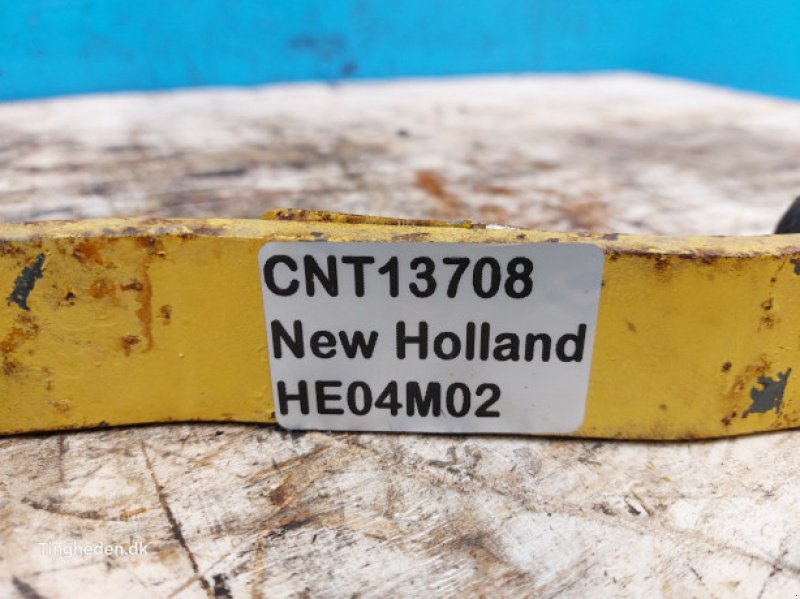 CNT13708
New Holland
HE04M02
Tingheden.dk